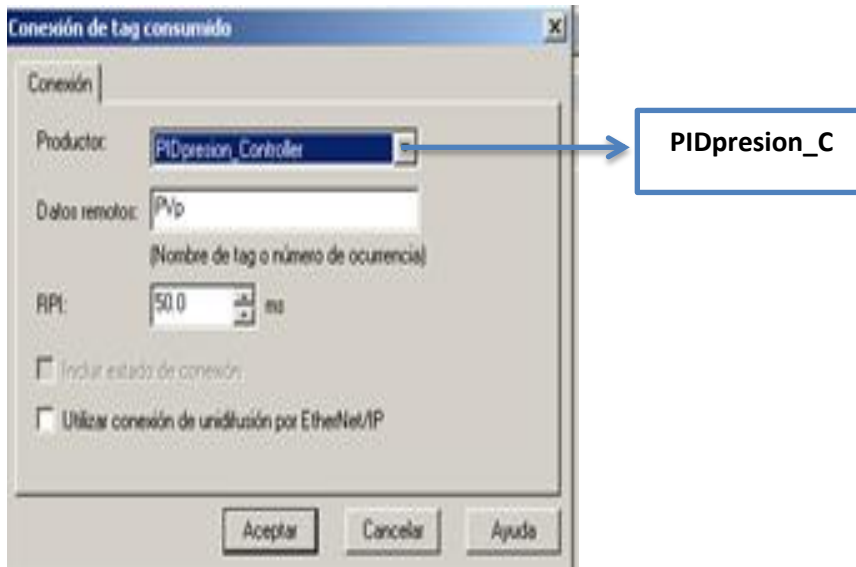 Conexión de tag consumido
Conexión
Productor: PIDpresion_Controller
PIDpresion_C
Datos remotos: PVp
(Nombre de tag o número de ocurrencia)
RPI: 50.0 ms
Incluir estado de conexión
Utilizar conexión de unidifusión por EtherNet/IP
Aceptar Cancelar Ayuda